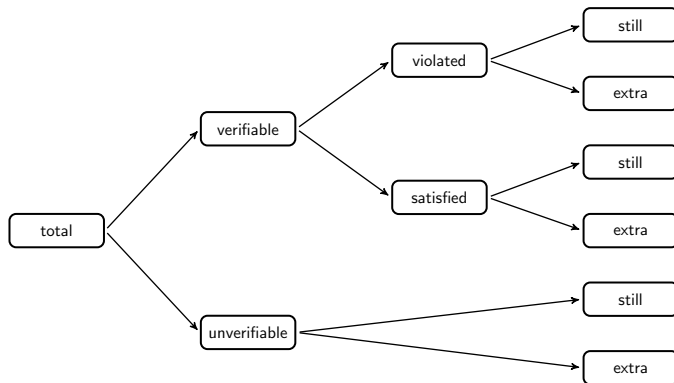 still
violated
extra
verifiable
still
satisfied
extra
total
still
unverifiable
extra